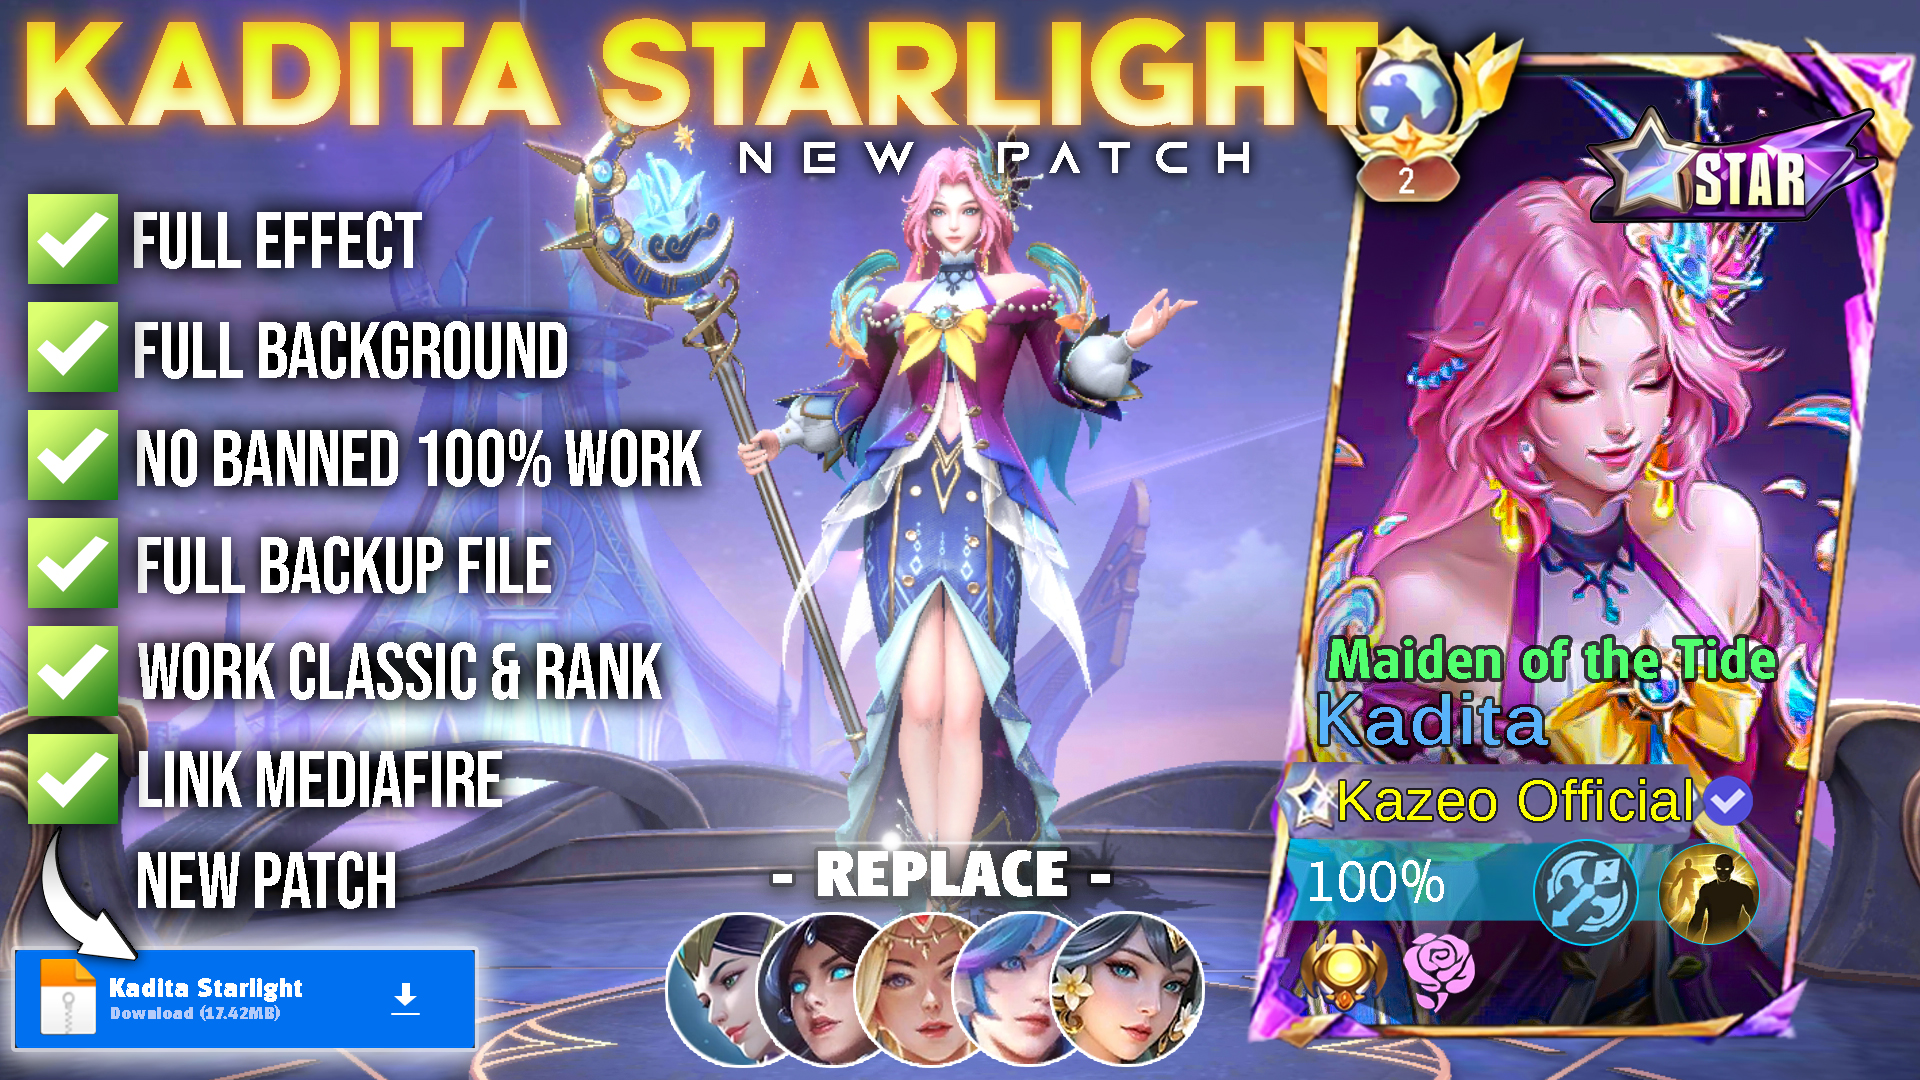 KADITA STARLIGHT
NEW PATCH
2
STAR
FULL EFFECT
FULL BACKGROUND
NO BANNED 100% WORK
FULL BACKUP FILE
WORK CLASSIC & RANK
LINK MEDIAFIRE
NEW PATCH
Kadita Starlight
Download (17.42MB)
- REPLACE -
Maiden of the Tide
Kadita
Kazeo Official
100%